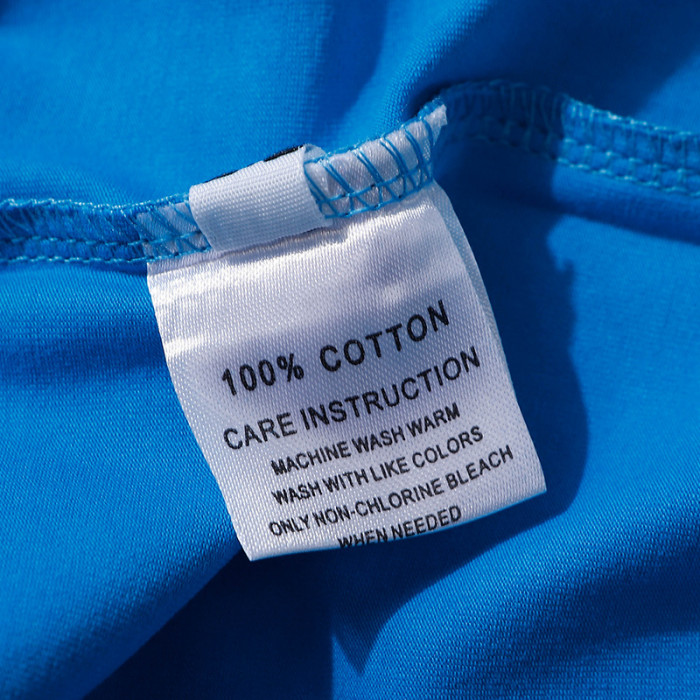 100% COTTON
CARE INSTRUCTION
MACHINE WASH WARM
WASH WITH LIKE COLORS
ONLY NON-CHLORINE BLEACH
WHEN NEEDED